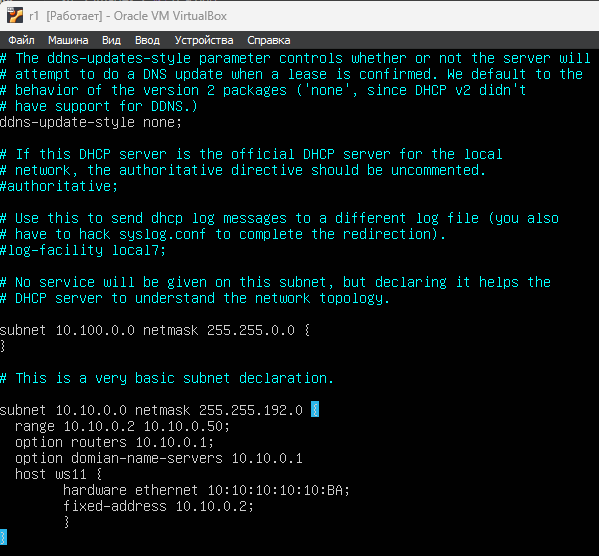 r1 [Работает] - Oracle VM VirtualBox
Файл Машина Вид Ввод Устройства Справка
# The ddns-updates-style parameter controls whether or not the server will
# attempt to do a DNS update when a lease is confirmed. We default to the
# behavior of the version 2 packages ('none', since DHCP v2 didn't
# have support for DDNS.)
ddns-update-style none;
# If this DHCP server is the official DHCP server for the local
# network, the authoritative directive should be uncommented.
#authoritative;
# Use this to send dhcp log messages to a different log file (you also
# have to hack syslog.conf to complete the redirection).
#log-facility local7;
# No service will be given on this subnet, but declaring it helps the
# DHCP server to understand the network topology.
subnet 10.100.0.0 netmask 255.255.0.0 {
}
# This is a very basic subnet declaration.
subnet 10.10.0.0 netmask 255.255.192.0 {
range 10.10.0.2 10.10.0.50;
option routers 10.10.0.1;
option domian-name-servers 10.10.0.1
host ws11 {
hardware ethernet 10:10:10:10:10:BA;
fixed-address 10.10.0.2;
}
}